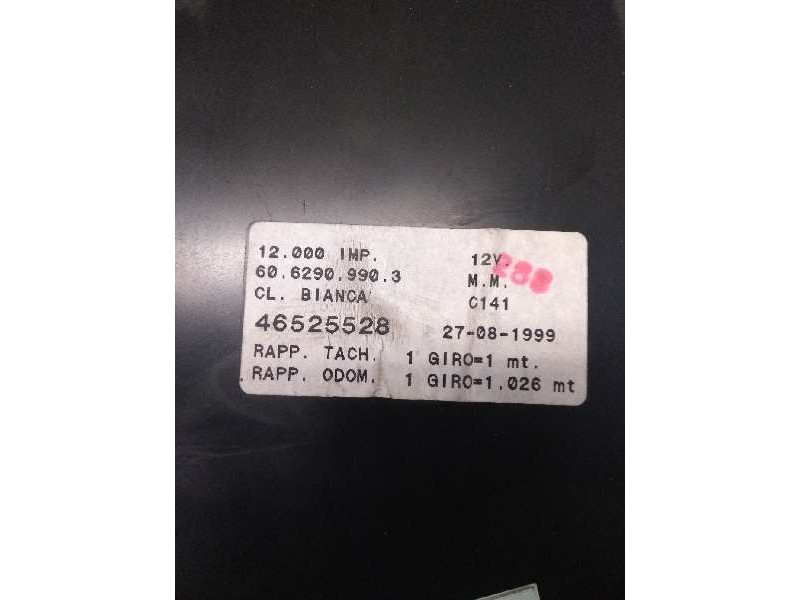 12.000 IMP. 12V.
60.6290.990.3 M.M.
CL. BIANCA C141
46525528 27-08-1999
RAPP. TACH. 1 GIRO=1 mt.
RAPP. ODOM. 1 GIRO=1.026 mt